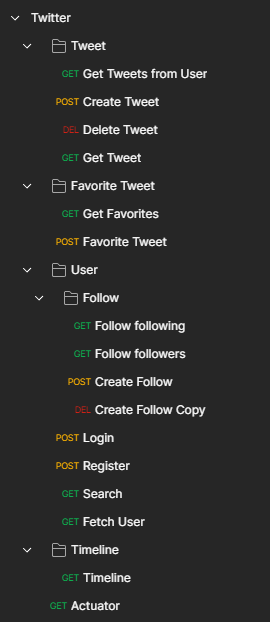 Twitter
Tweet
GET Get Tweets from User
POST Create Tweet
DEL Delete Tweet
GET Get Tweet
Favorite Tweet
GET Get Favorites
POST Favorite Tweet
User
Follow
GET Follow following
GET Follow followers
POST Create Follow
DEL Create Follow Copy
POST Login
POST Register
GET Search
GET Fetch User
Timeline
GET Timeline
GET Actuator